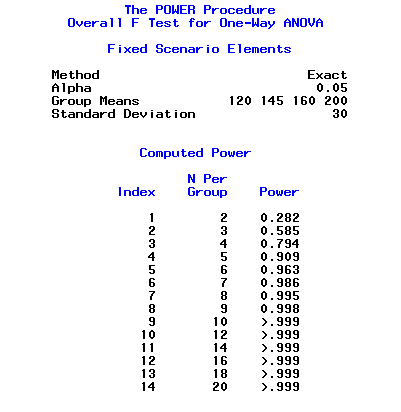 The POWER Procedure
Overall F Test for One-Way ANOVA
Fixed Scenario Elements
Method Exact
Alpha 0.05
Group Means 120 145 160 200
Standard Deviation 30
Computed Power
N Per
Index Group Power
1 2 0.282
2 3 0.585
3 4 0.794
4 5 0.909
5 6 0.963
6 7 0.986
7 8 0.995
8 9 0.998
9 10 >.999
10 12 >.999
11 14 >.999
12 16 >.999
13 18 >.999
14 20 >.999